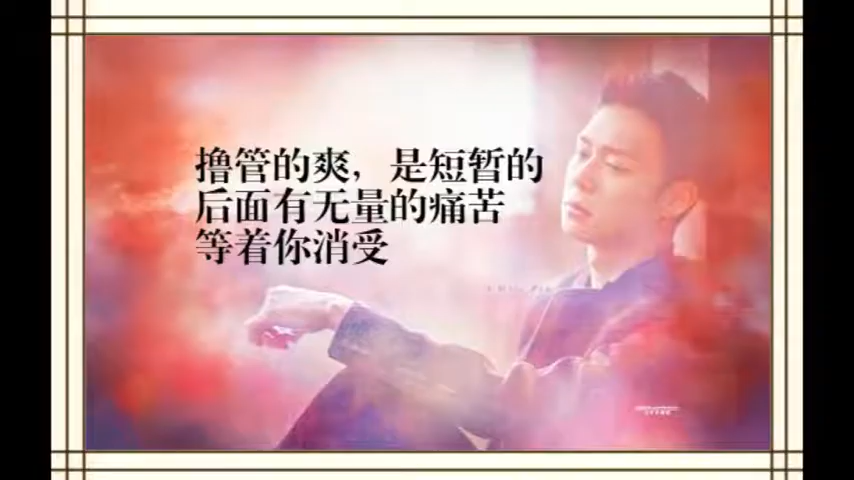 撸管的爽，是短暂的
后面有无量的痛苦
等着你消受